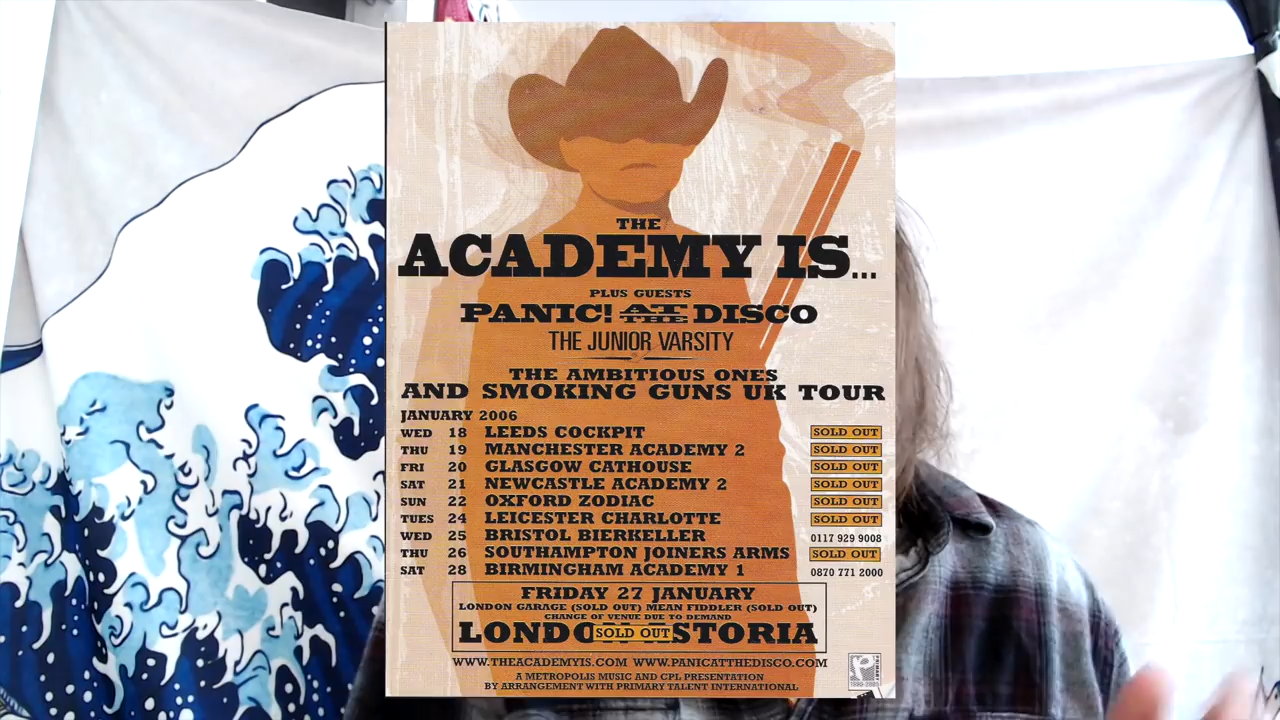 THE
ACADEMY IS...
PLUS GUESTS
PANIC! AT THE DISCO
THE JUNIOR VARSITY
THE AMBITIOUS ONES
AND SMOKING GUNS UK TOUR
JANUARY 2006
WED 18 LEEDS COCKPIT SOLD OUT
THU 19 MANCHESTER ACADEMY 2 SOLD OUT
FRI 20 GLASGOW CATHOUSE SOLD OUT
SAT 21 NEWCASTLE ACADEMY 2 SOLD OUT
SUN 22 OXFORD ZODIAC SOLD OUT
TUES 24 LEICESTER CHARLOTTE SOLD OUT
WED 25 BRISTOL BIERKELLER 0117 929 9008
THU 26 SOUTHAMPTON JOINERS ARMS SOLD OUT
SAT 28 BIRMINGHAM ACADEMY 1 0870 771 2000
FRIDAY 27 JANUARY
LONDON GARAGE (SOLD OUT) MEAN FIDDLER (SOLD OUT)
CHANGE OF VENUE DUE TO DEMAND
LONDON ASTORIA SOLD OUT
WWW.THEACADEMYIS.COM WWW.PANICATTHEDISCO.COM
A METROPOLIS MUSIC AND CPL PRESENTATION
BY ARRANGEMENT WITH PRIMARY TALENT INTERNATIONAL